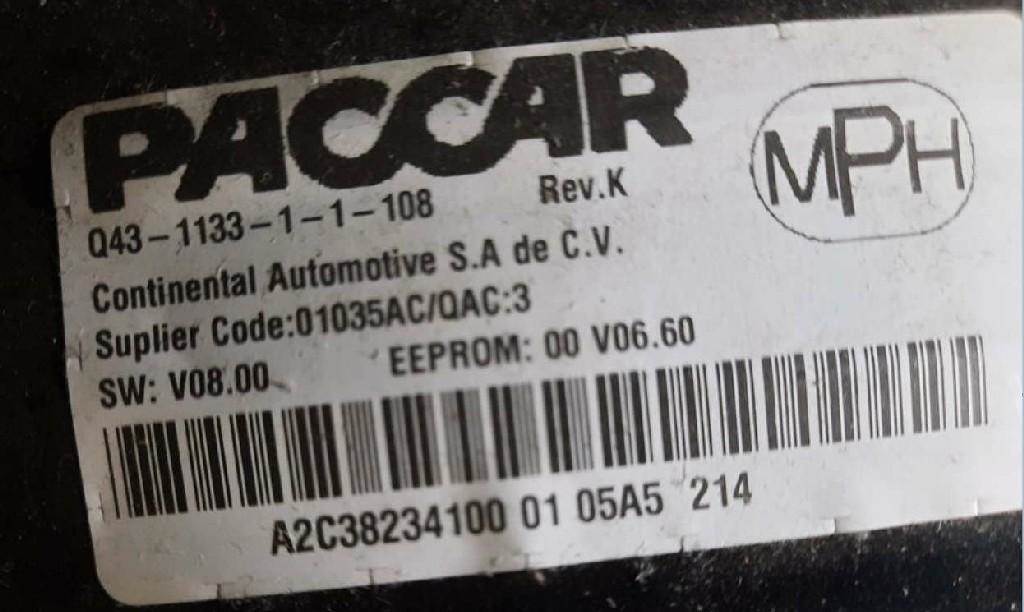 PACCAR
MPH
Q43-1133-1-1-108 Rev.K
Continental Automotive S.A de C.V.
Suplier Code:01035AC/QAC:3
SW: V08.00 EEPROM: 00 V06.60
A2C38234100 01 05A5 214